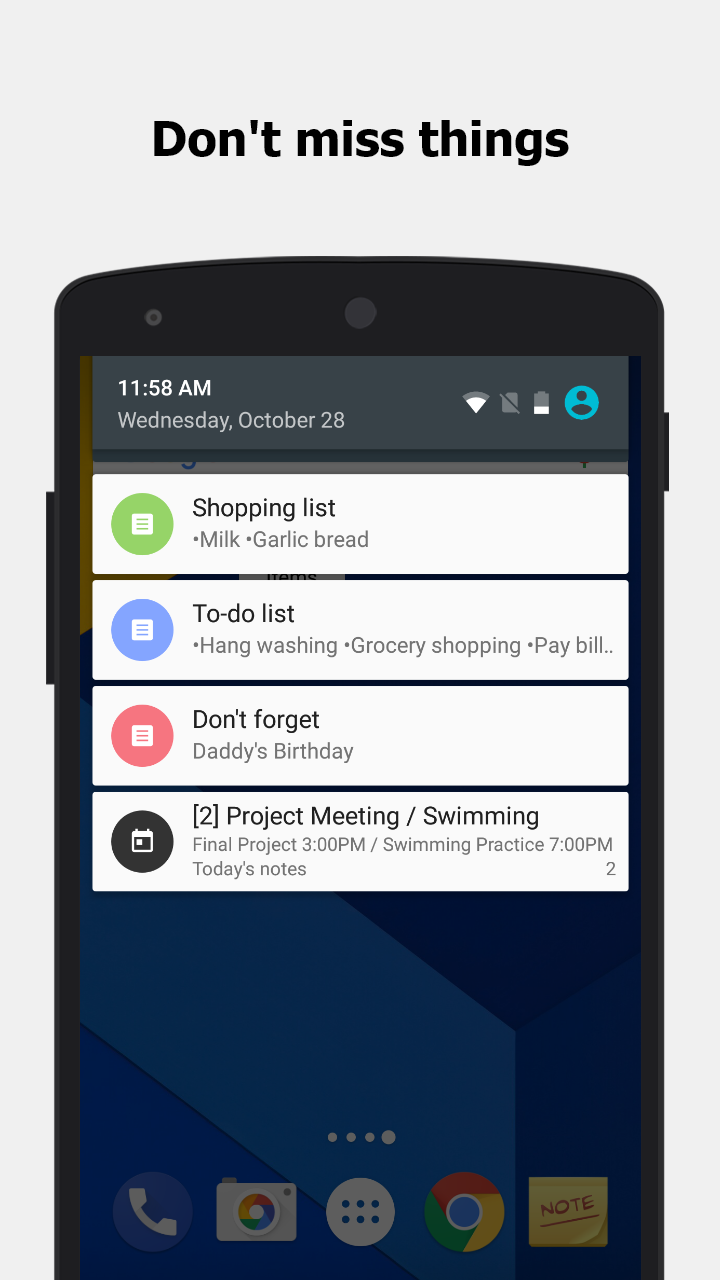 Don't miss things
11:58 AM
Wednesday, October 28
Shopping list
•Milk •Garlic bread
Items
To-do list
•Hang washing •Grocery shopping •Pay bill..
Don't forget
Daddy's Birthday
[2] Project Meeting / Swimming
Final Project 3:00PM / Swimming Practice 7:00PM
Today's notes 2
NOTE